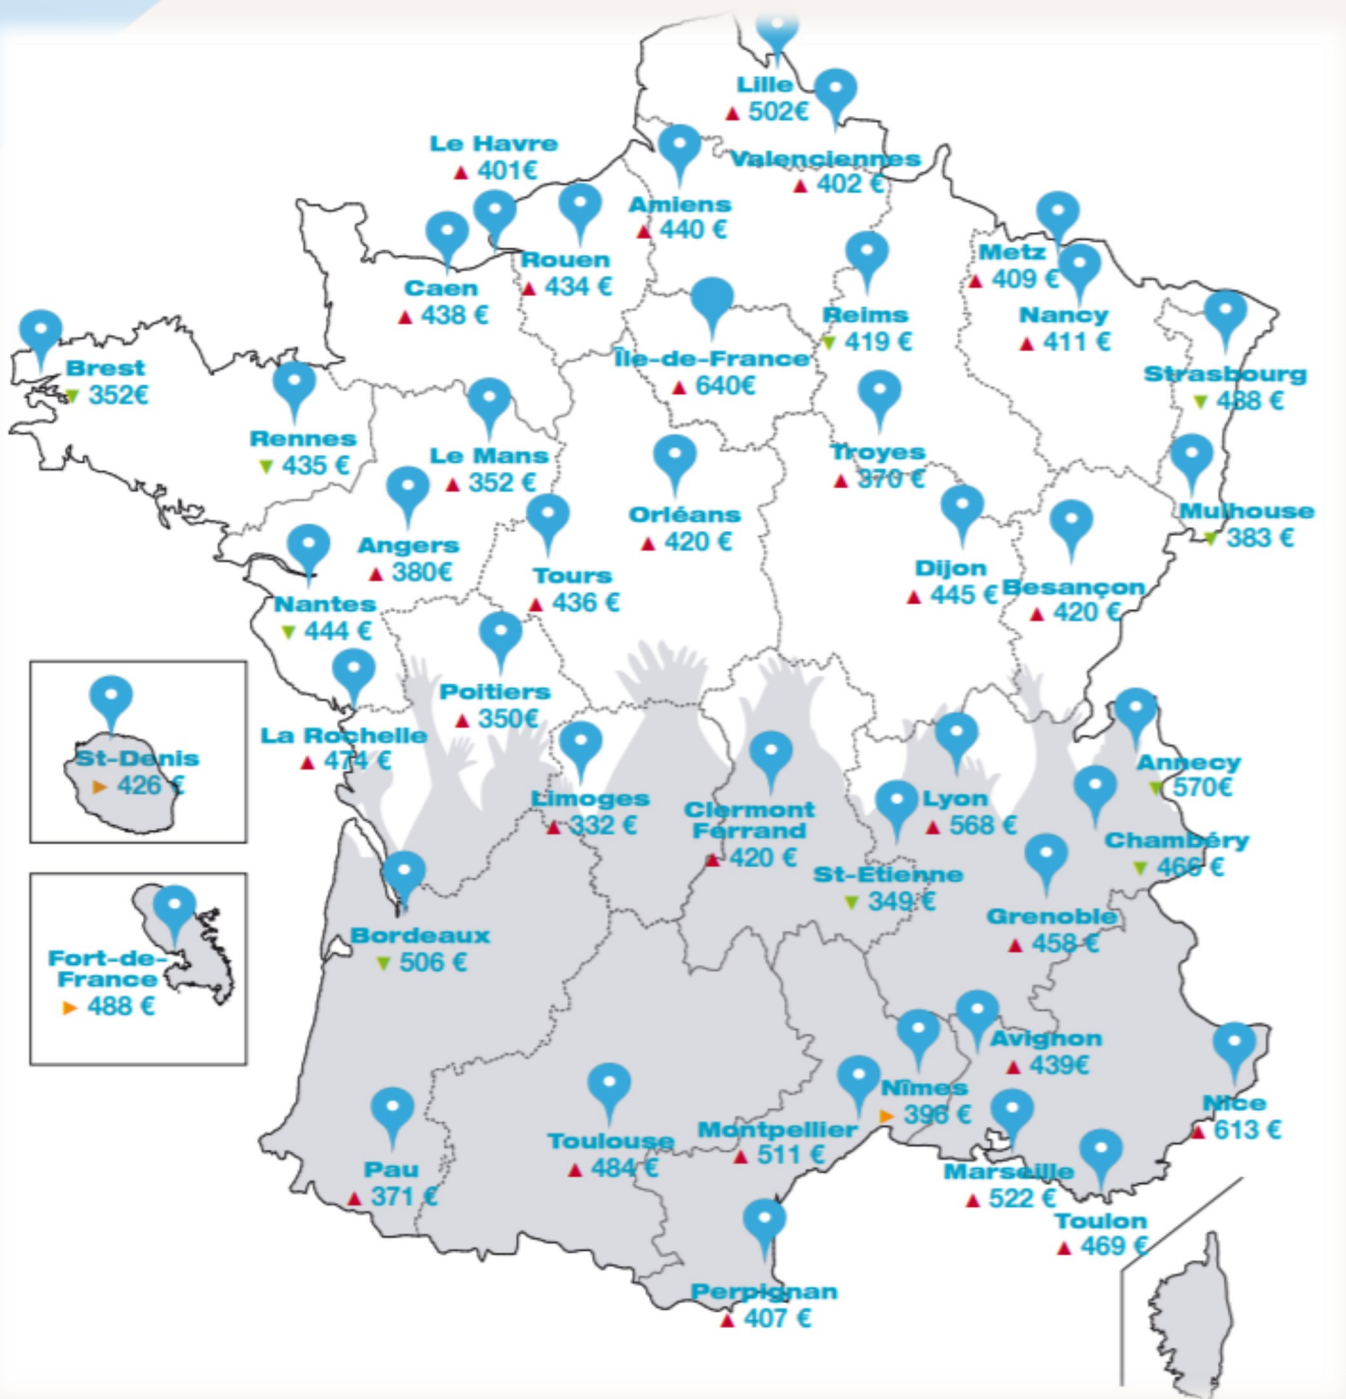 Lille
▲ 502€
Valenciennes
▲ 402 €
Le Havre
▲ 401€
Amiens
▲ 440 €
Rouen
▲ 434 €
Caen
▲ 438 €
Metz
▲ 409 €
Nancy
▲ 411 €
Reims
▼ 419 €
Île-de-France
▲ 640€
Strasbourg
▼ 488 €
Brest
▼ 352€
Rennes
▼ 435 €
Le Mans
▲ 352 €
Troyes
▲ 370 €
Orléans
▲ 420 €
Mulhouse
▼ 383 €
Angers
▲ 380€
Tours
▲ 436 €
Dijon
▲ 445 €
Besançon
▲ 420 €
Nantes
▼ 444 €
Poitiers
▲ 350€
La Rochelle
▲ 474 €
St-Denis
► 426 €
Limoges
▲ 332 €
Clermont
Ferrand
▲ 420 €
Lyon
▲ 568 €
Annecy
▼ 570€
Chambéry
▼ 466 €
St-Etienne
▼ 349 €
Grenoble
▲ 458 €
Bordeaux
▼ 506 €
Fort-de-
France
► 488 €
Avignon
▲ 439€
Nîmes
► 396 €
Nice
▲ 613 €
Montpellier
▲ 511 €
Toulouse
▲ 484 €
Pau
▲ 371 €
Marseille
▲ 522 €
Toulon
▲ 469 €
Perpignan
▲ 407 €